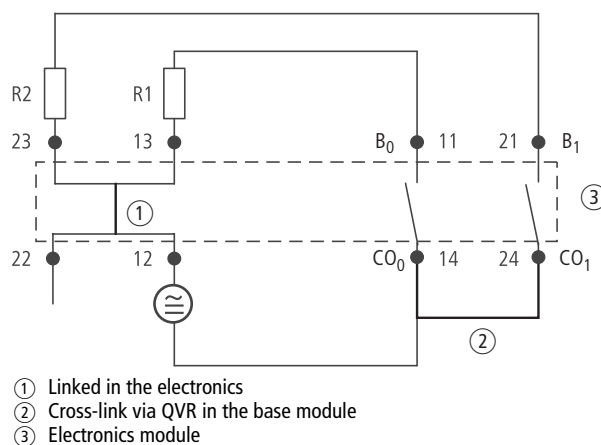 R2 R1
23 13 B0 11 21 B1
① ③
22 12 CO0 14 24 CO1
≅
②
① Linked in the electronics
② Cross-link via QVR in the base module
③ Electronics module